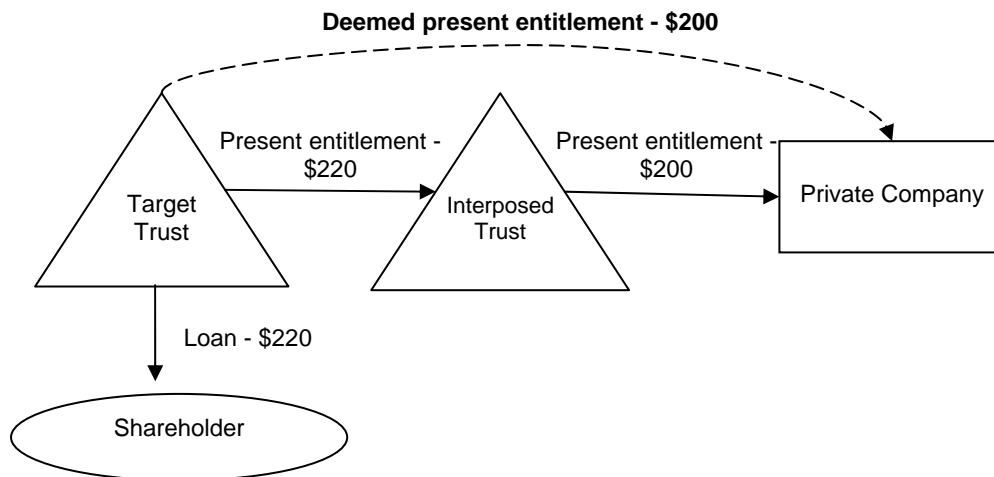 Deemed present entitlement - $200
Present entitlement -
$220
Present entitlement -
$200
Target
Trust
Interposed
Trust
Private Company
Loan - $220
Shareholder